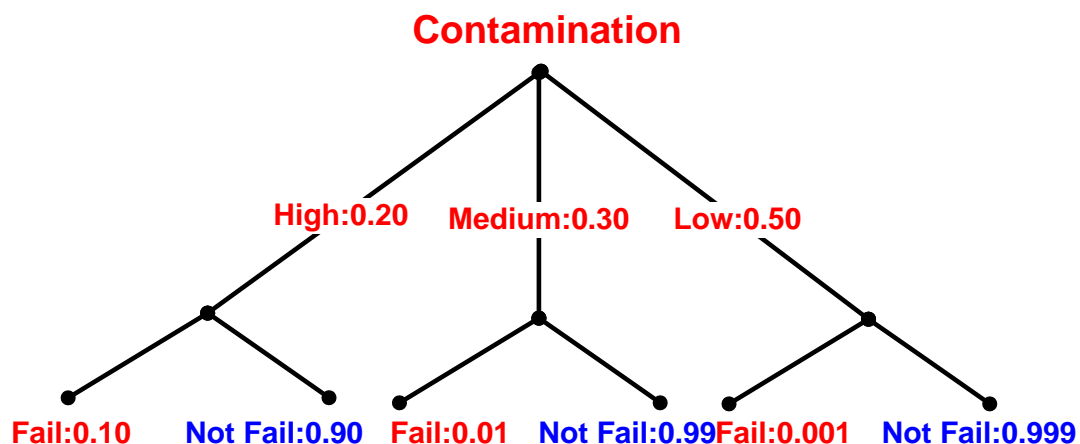 Contamination
High:0.20 Medium:0.30 Low:0.50
Fail:0.10 Not Fail:0.90 Fail:0.01 Not Fail:0.99 Fail:0.001 Not Fail:0.999